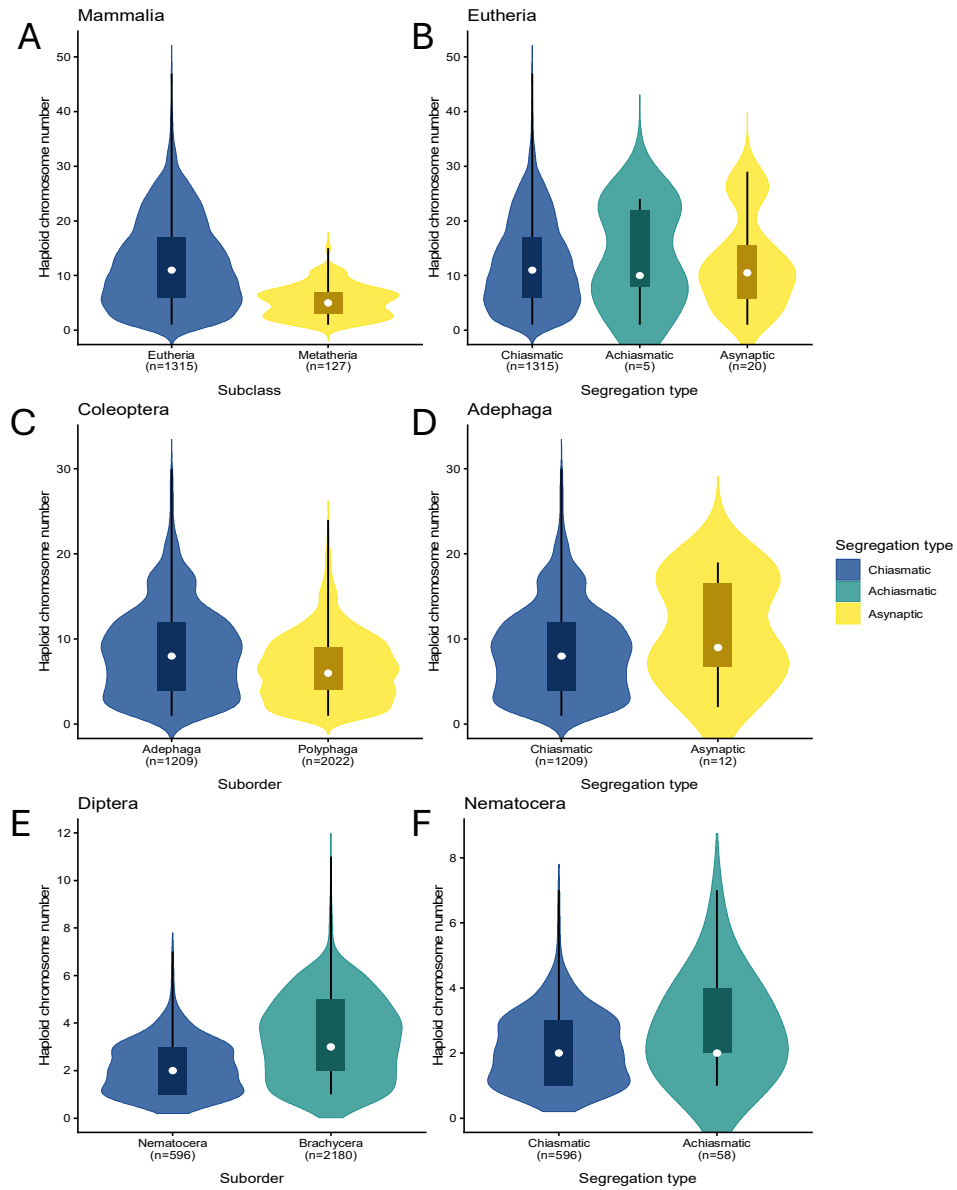 A
Mammalia
Haploid chromosome number
50
40
30
20
10
0
Eutheria
(n=1315)
Metatheria
(n=127)
Subclass
B
Eutheria
Haploid chromosome number
50
40
30
20
10
0
Chiasmatic
(n=1315)
Achiasmatic
(n=5)
Asynaptic
(n=20)
Segregation type
C
Coleoptera
Haploid chromosome number
30
20
10
0
Adephaga
(n=1209)
Polyphaga
(n=2022)
Suborder
D
Adephaga
Haploid chromosome number
30
20
10
0
Chiasmatic
(n=1209)
Asynaptic
(n=12)
Segregation type
Segregation type
Chiasmatic
Achiasmatic
Asynaptic
E
Diptera
Haploid chromosome number
12
10
8
6
4
2
0
Nematocera
(n=596)
Brachycera
(n=2180)
Suborder
F
Nematocera
Haploid chromosome number
8
6
4
2
0
Chiasmatic
(n=596)
Achiasmatic
(n=58)
Segregation type